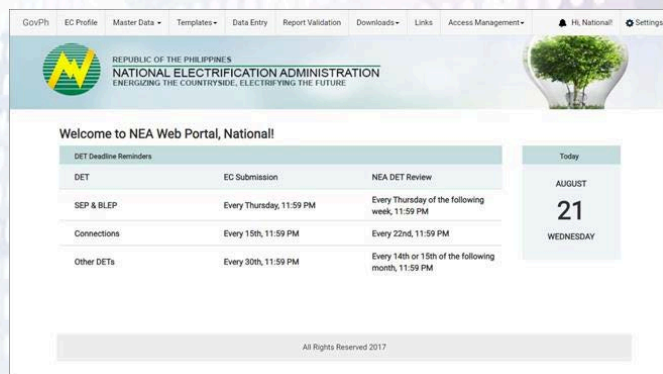 GovPh EC Profile Master Data Templates Data Entry Report Validation Downloads Links Access Management Hi, National! Settings
REPUBLIC OF THE PHILIPPINES
NATIONAL ELECTRIFICATION ADMINISTRATION
ENERGIZING THE COUNTRYSIDE, ELECTRIFYING THE FUTURE
Welcome to NEA Web Portal, National!
DET Deadline Reminders
DET EC Submission NEA DET Review
SEP & BLEP Every Thursday, 11:59 PM Every Thursday of the following
week, 11:59 PM
Connections Every 15th, 11:59 PM Every 22nd, 11:59 PM
Other DETs Every 30th, 11:59 PM Every 14th or 15th of the following
month, 11:59 PM
Today
AUGUST
21
WEDNESDAY
All Rights Reserved 2017